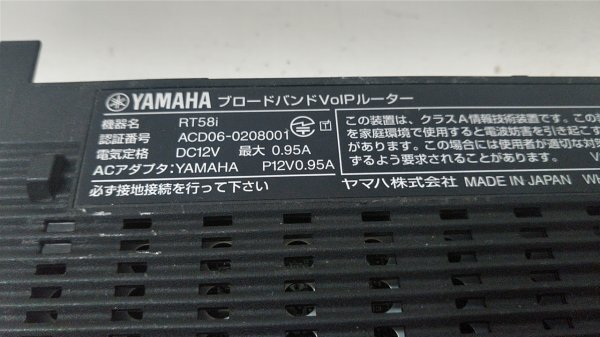 YAMAHA ブロードバンドVoIPルーター
機器名 RT58i
認証番号 ACD06-0208001
電気定格 DC12V 最大 0.95A
ACアダプタ:YAMAHA P12V0.95A
必ず接地接続を行って下さい
この装置は、クラスA情報技術装置です。この
を家庭環境で使用すると電波妨害を引き起こす
があります。この場合には使用者が適切な対策
ずるよう要求されることがあります。 V
ヤマハ株式会社 MADE IN JAPAN WH